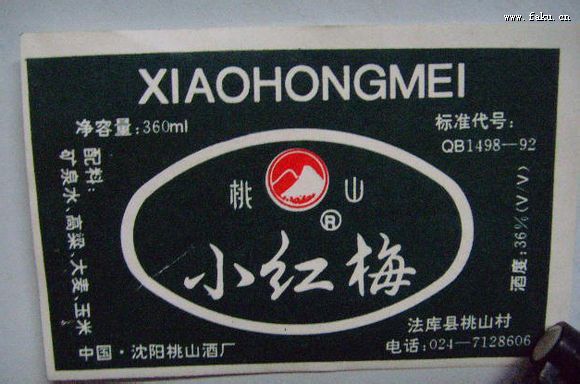 www.faku.cn
XIAOHONGMEI
净容量:360ml
标准代号:
QB1498—92
配料:
矿泉水、高粱、大麦、玉米
桃 山
®
小红梅
酒度:36%(V/V)
中国·沈阳桃山酒厂
法库县桃山村
电话:024—7128606